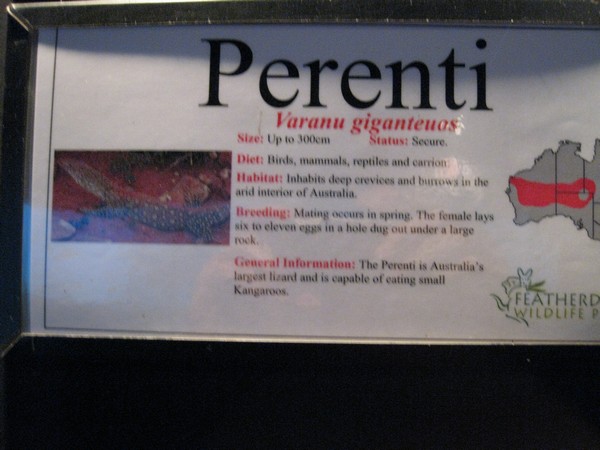 Perenti
Varanu giganteuos
Size: Up to 300cm Status: Secure.
Diet: Birds, mammals, reptiles and carrion.
Habitat: Inhabits deep crevices and burrows in the
arid interior of Australia.
Breeding: Mating occurs in spring. The female lays
six to eleven eggs in a hole dug out under a large
rock.
General Information: The Perenti is Australia's
largest lizard and is capable of eating small
Kangaroos.
FEATHERD
WILDLIFE P